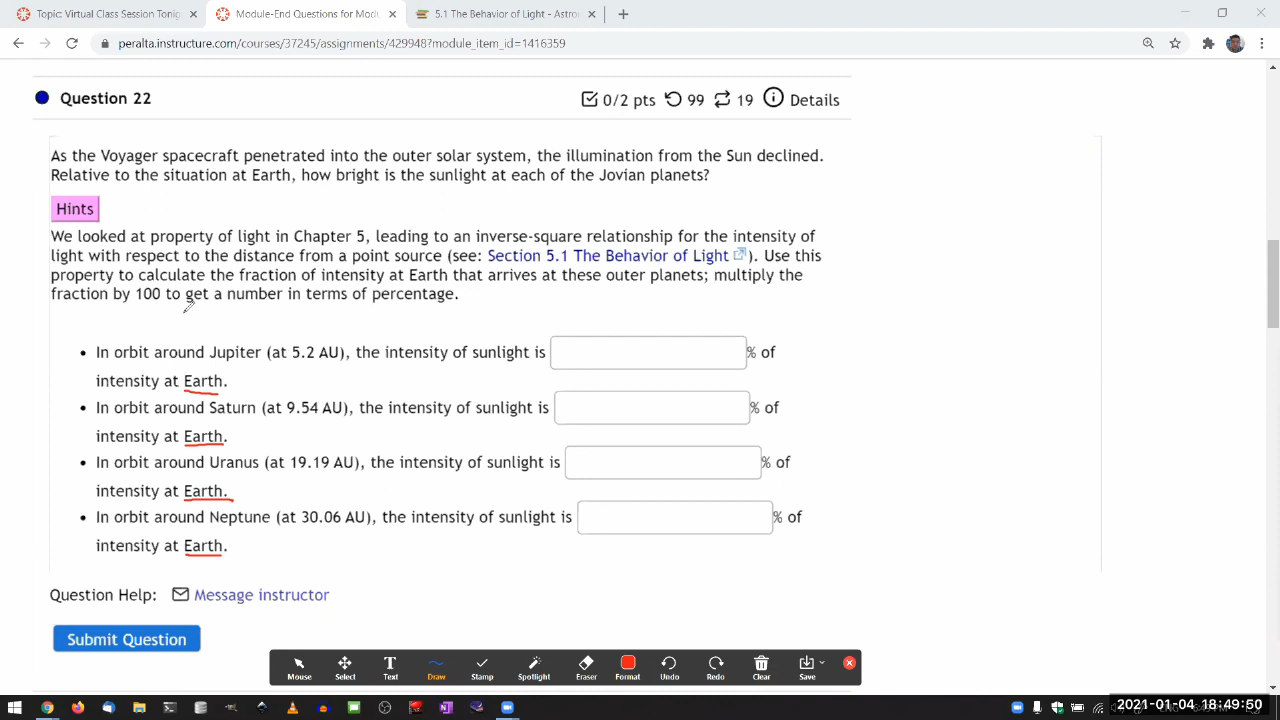 Topic: Virtual Class Session Tonig
Module-End Questions for Modu
5.1 The Behavior of Light - Astro
peralta.instructure.com/courses/37245/assignments/429948?module_item_id=1416359
Question 22
0/2 pts 99 19 Details
As the Voyager spacecraft penetrated into the outer solar system, the illumination from the Sun declined.
Relative to the situation at Earth, how bright is the sunlight at each of the Jovian planets?
Hints
We looked at property of light in Chapter 5, leading to an inverse-square relationship for the intensity of
light with respect to the distance from a point source (see: Section 5.1 The Behavior of Light). Use this
property to calculate the fraction of intensity at Earth that arrives at these outer planets; multiply the
fraction by 100 to get a number in terms of percentage.
• In orbit around Jupiter (at 5.2 AU), the intensity of sunlight is % of
intensity at Earth.
• In orbit around Saturn (at 9.54 AU), the intensity of sunlight is % of
intensity at Earth.
• In orbit around Uranus (at 19.19 AU), the intensity of sunlight is % of
intensity at Earth.
• In orbit around Neptune (at 30.06 AU), the intensity of sunlight is % of
intensity at Earth.
Question Help: Message instructor
Submit Question
Mouse Select Text Draw Stamp Spotlight Eraser Format Undo Redo Clear Save
2021-01-04 18:49:50